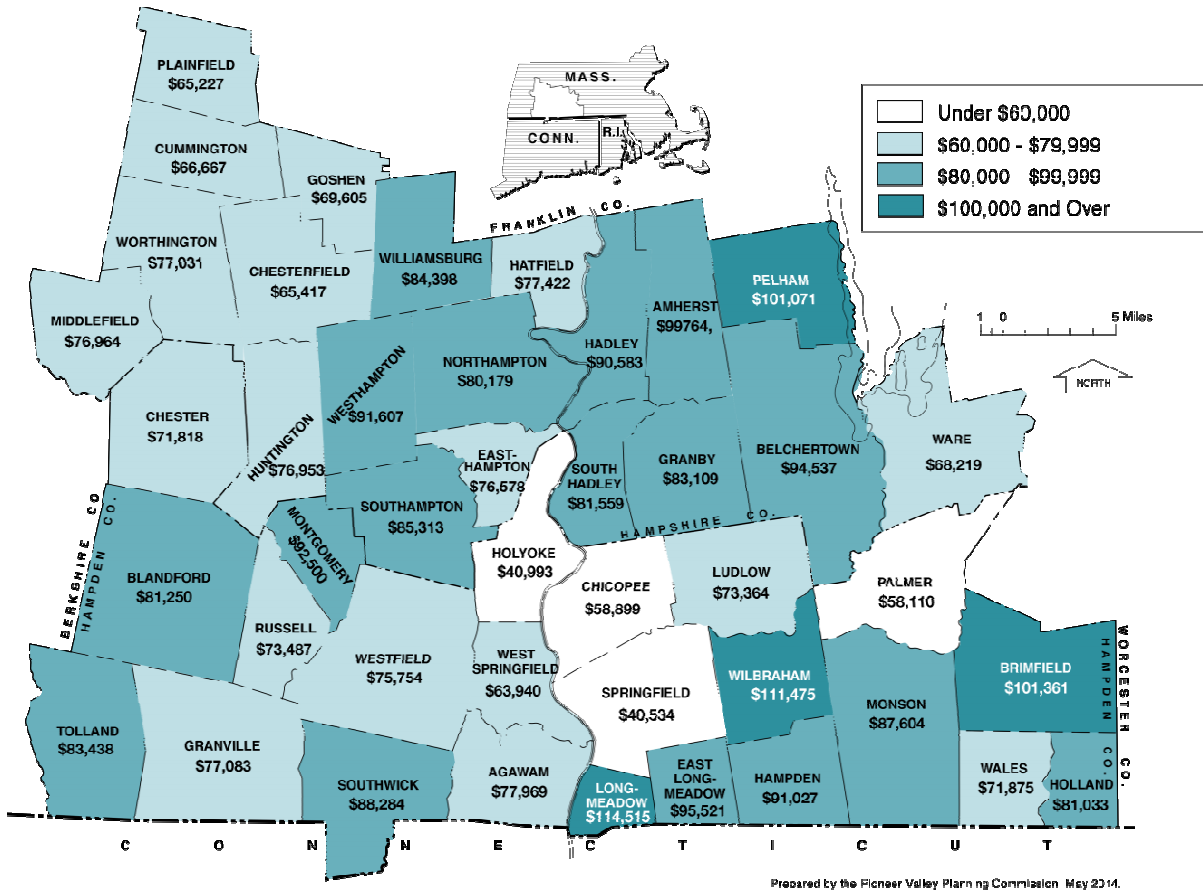 PLAINFIELD
$65,227
CUMMINGTON
$66,667
GOSHEN
$69,605
WORTHINGTON
$77,031
CHESTERFIELD
$65,417
WILLIAMSBURG
$84,398
HATFIELD
$77,422
MIDDLEFIELD
$76,964
MASS.
CONN.
R.I.
FRANKLIN CO.
Under $60,000
$60,000 - $79,999
$80,000 $99,999
$100,000 and Over
PELHAM
$101,071
AMHERST
$99764,
HADLEY
$90,583
NORTHAMPTON
$80,179
WESTHAMPTON
$91,607
1 0 5 Miles
NORTH
CHESTER
$71,818
HUNTINGTON
$76,953
EAST-
HAMPTON
$76,578
SOUTH
HADLEY
$81,559
GRANBY
$83,109
BELCHERTOWN
$94,537
WARE
$68,219
SOUTHAMPTON
$85,313
MONTGOMERY
$92,500
HAMPSHIRE CO.
BERKSHIRE CO
HAMPDEN CO.
BLANDFORD
$81,250
HOLYOKE
$40,993
CHICOPEE
$58,899
LUDLOW
$73,364
PALMER
$58,110
RUSSELL
$73,487
WESTFIELD
$75,754
WEST
SPRINGFIELD
$63,940
SPRINGFIELD
$40,534
WILBRAHAM
$111,475
MONSON
$87,604
BRIMFIELD
$101,361
WORCESTER CO.
HAMPDEN CO.
TOLLAND
$83,438
GRANVILLE
$77,083
SOUTHWICK
$88,284
AGAWAM
$77,969
LONG-
MEADOW
$114,515
EAST
LONG-
MEADOW
$95,521
HAMPDEN
$91,027
WALES
$71,875
HOLLAND
$81,033
CONNECTICUT
Prepared by the Pioneer Valley Planning Commission May 2014.